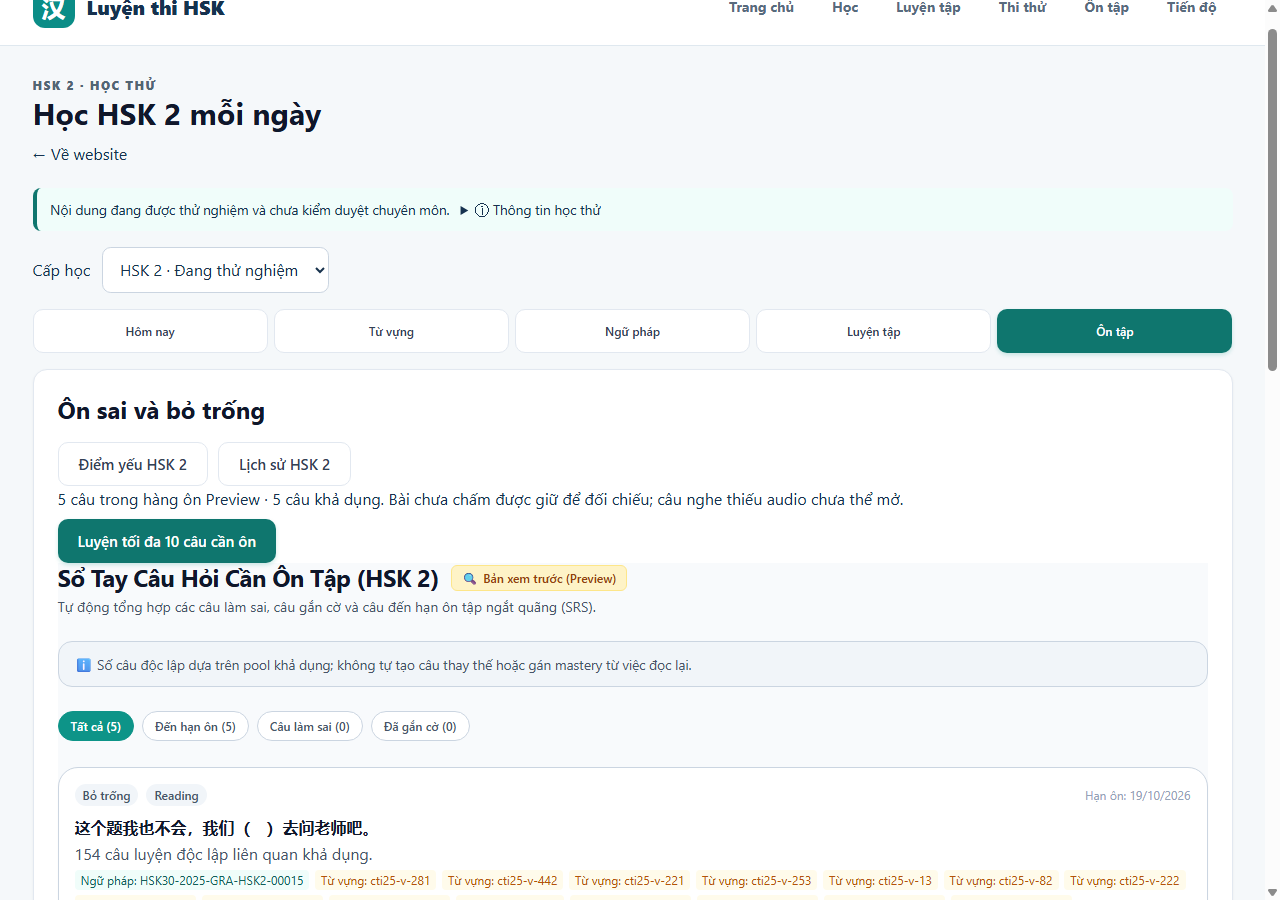 汉 Luyện thi HSK Trang chủ Học Luyện tập Thi thử Ôn tập Tiến độ
HSK 2 · HỌC THỬ
Học HSK 2 mỗi ngày
← Về website
Nội dung đang được thử nghiệm và chưa kiểm duyệt chuyên môn. ▶ ⓘ Thông tin học thử
Cấp học HSK 2 · Đang thử nghiệm
Hôm nay Từ vựng Ngữ pháp Luyện tập Ôn tập
Ôn sai và bỏ trống
Điểm yếu HSK 2 Lịch sử HSK 2
5 câu trong hàng ôn Preview · 5 câu khả dụng. Bài chưa chấm được giữ để đối chiếu; câu nghe thiếu audio chưa thể mở.
Luyện tối đa 10 câu cần ôn
Sổ Tay Câu Hỏi Cần Ôn Tập (HSK 2) 🔍 Bản xem trước (Preview)
Tự động tổng hợp các câu làm sai, câu gắn cờ và câu đến hạn ôn tập ngắt quãng (SRS).
ℹ️ Số câu độc lập dựa trên pool khả dụng; không tự tạo câu thay thế hoặc gán mastery từ việc đọc lại.
Tất cả (5) Đến hạn ôn (5) Câu làm sai (0) Đã gắn cờ (0)
Bỏ trống Reading Hạn ôn: 19/10/2026
这个题我也不会，我们（ ）去问老师吧。
154 câu luyện độc lập liên quan khả dụng.
Ngữ pháp: HSK30-2025-GRA-HSK2-00015 Từ vựng: cti25-v-281 Từ vựng: cti25-v-442 Từ vựng: cti25-v-221 Từ vựng: cti25-v-253 Từ vựng: cti25-v-13 Từ vựng: cti25-v-82 Từ vựng: cti25-v-222